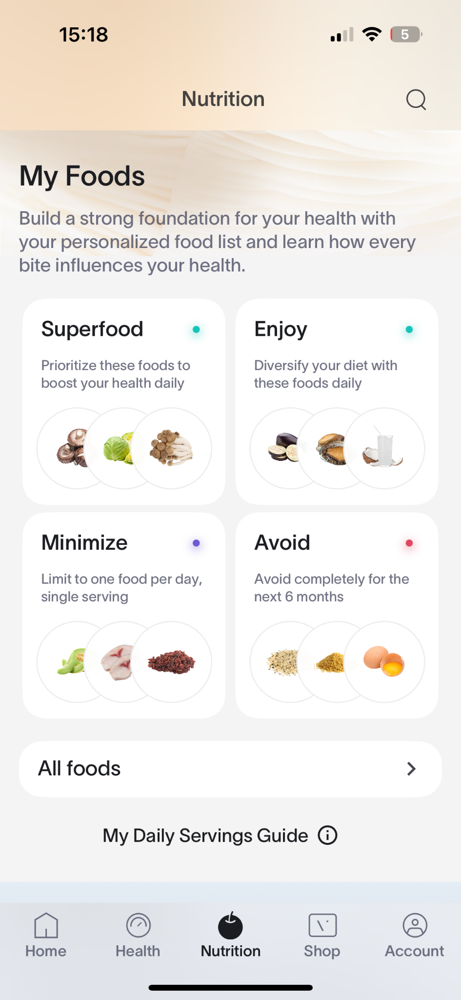 15:18
5
Nutrition
My Foods
Build a strong foundation for your health with
your personalized food list and learn how every
bite influences your health.
Superfood
Prioritize these foods to
boost your health daily
Enjoy
Diversify your diet with
these foods daily
Minimize
Limit to one food per day,
single serving
Avoid
Avoid completely for the
next 6 months
All foods
My Daily Servings Guide
Home
Health
Nutrition
Shop
Account